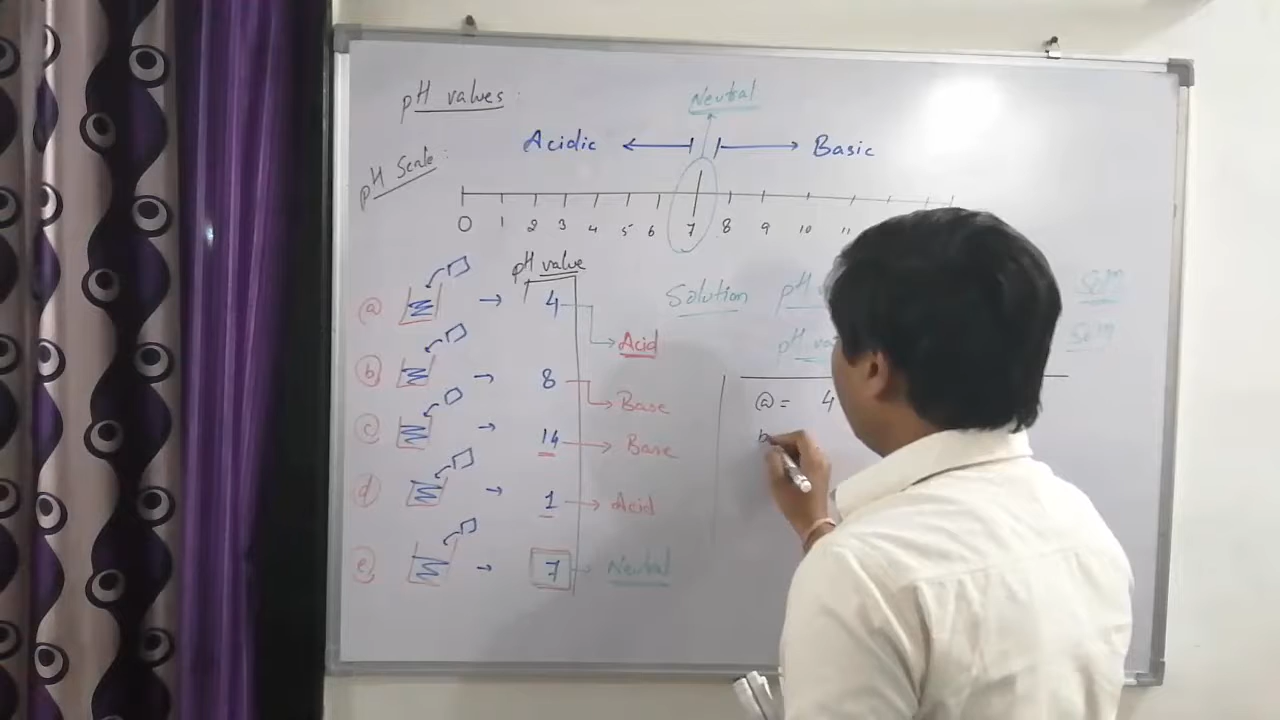 pH values :
Neutral
Acidic Basic
pH Scale :
0 1 2 3 4 5 6 7 8 9 10 11
pH value
a 4 Acid
b 8 Base
c 14 Base
d 1 Acid
e 7 Neutral
Solution pH
pH
a = 4
b